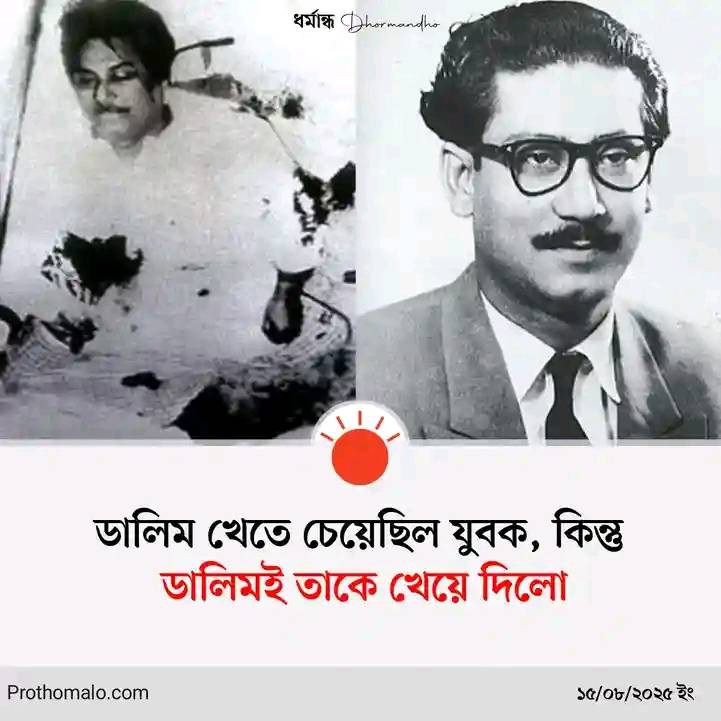 ধর্মান্ধ Dhormandho
ডালিম খেতে চেয়েছিল যুবক, কিন্তু
ডালিমই তাকে খেয়ে দিলো
Prothomalo.com ১৫/০৮/২০২৫ ইং